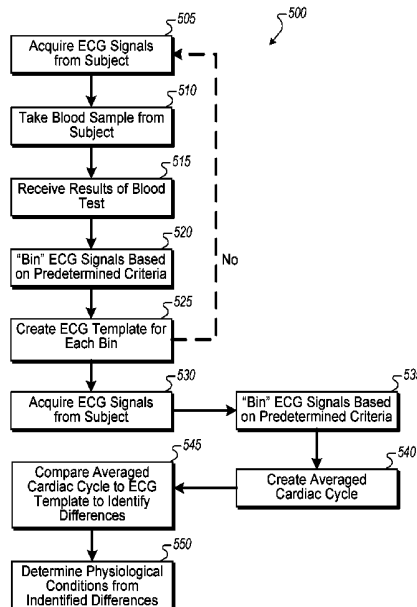 500
505
Acquire ECG Signals
from Subject
510
Take Blood Sample from
Subject
515
Receive Results of Blood
Test
520
"Bin" ECG Signals Based
on Predetermined Criteria
No
525
Create ECG Template for
Each Bin
530
Acquire ECG Signals
from Subject
535
"Bin" ECG Signals Based
on Predetermined Criteria
540
Create Averaged
Cardiac Cycle
545
Compare Averaged
Cardiac Cycle to ECG
Template to Identify
Differences
550
Determine Physiological
Conditions from
Indentified Differences